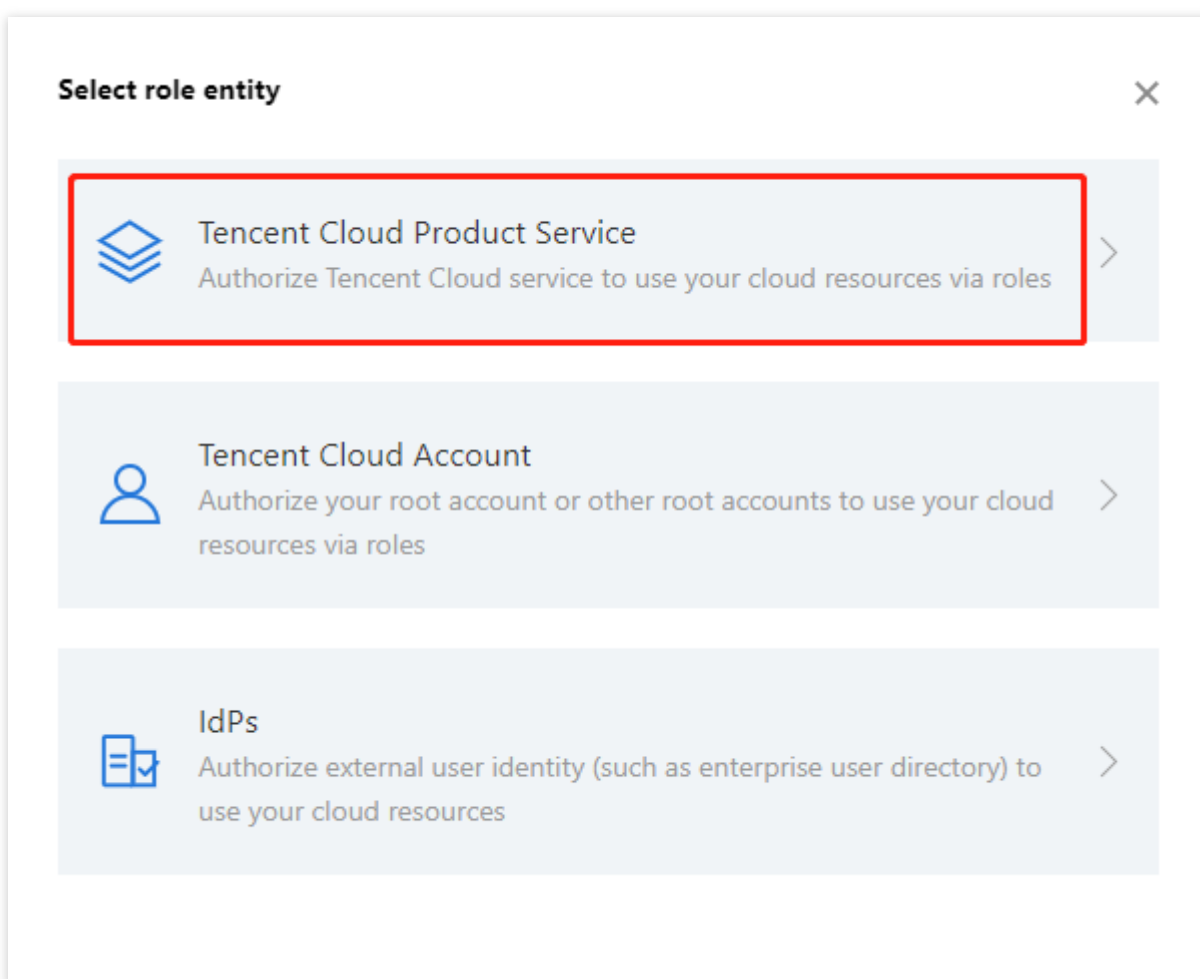 Select role entity
Tencent Cloud Product Service
Authorize Tencent Cloud service to use your cloud resources via roles
Tencent Cloud Account
Authorize your root account or other root accounts to use your cloud
resources via roles
IdPs
Authorize external user identity (such as enterprise user directory) to
use your cloud resources